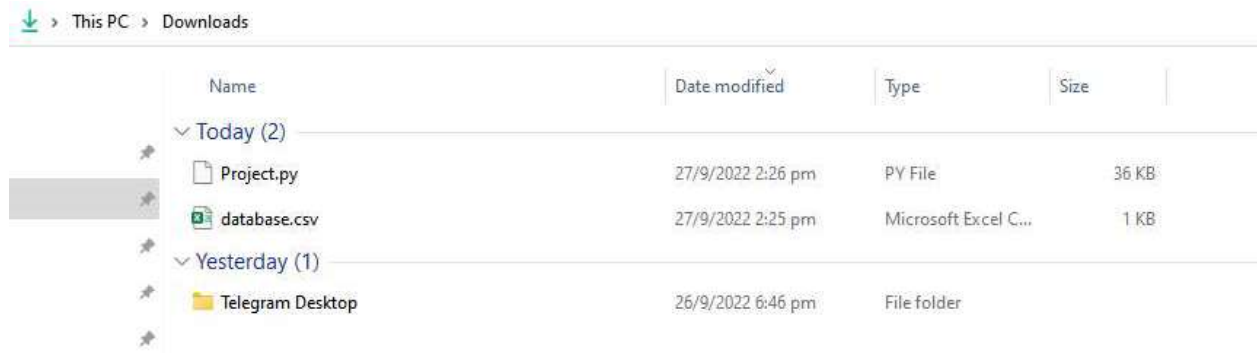 This PC > Downloads
Name Date modified Type Size
Today (2)
Project.py 27/9/2022 2:26 pm PY File 36 KB
database.csv 27/9/2022 2:25 pm Microsoft Excel C... 1 KB
Yesterday (1)
Telegram Desktop 26/9/2022 6:46 pm File folder